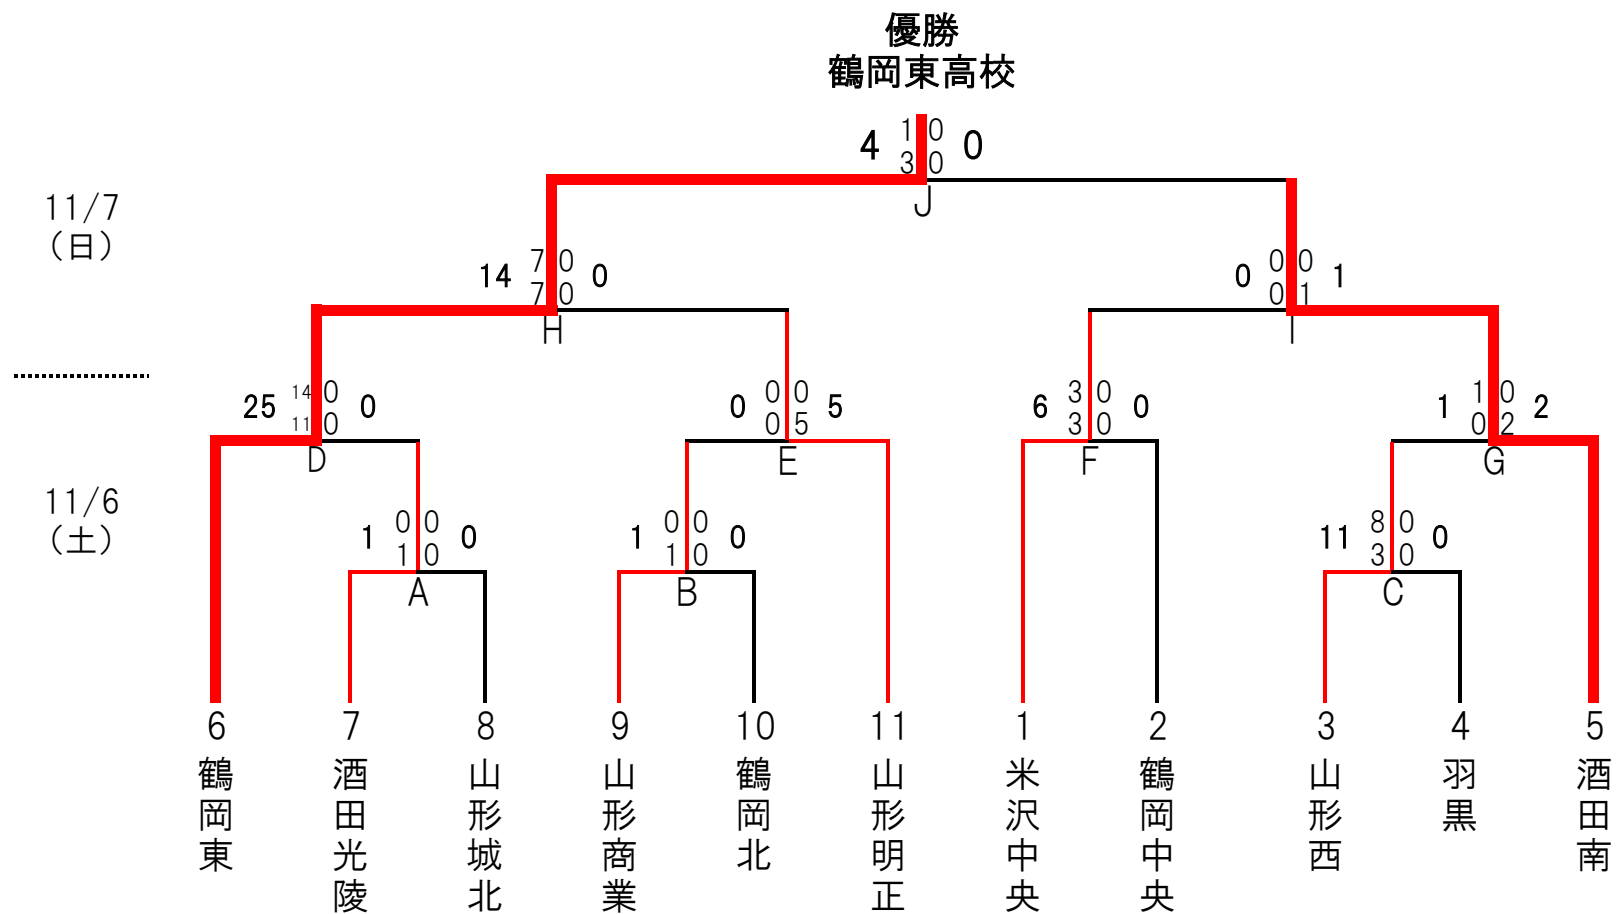 優勝
鶴岡東高校
4 1 0 0
3 0
J
11/7
(日)
14 7 0 0
7 0
H
0 0 0 1
0 1
I
25 14 0 0
11 0
D
0 0 0 5
0 5
E
6 3 0 0
3 0
F
1 1 0 2
0 2
G
11/6
(土)
1 0 0 0
1 0
A
1 0 0 0
1 0
B
11 8 0 0
3 0
C
6 7 8 9 10 11 1 2 3 4 5
鶴岡東
酒田光陵
山形城北
山形商業
鶴岡北
山形明正
米沢中央
鶴岡中央
山形西
羽黒
酒田南